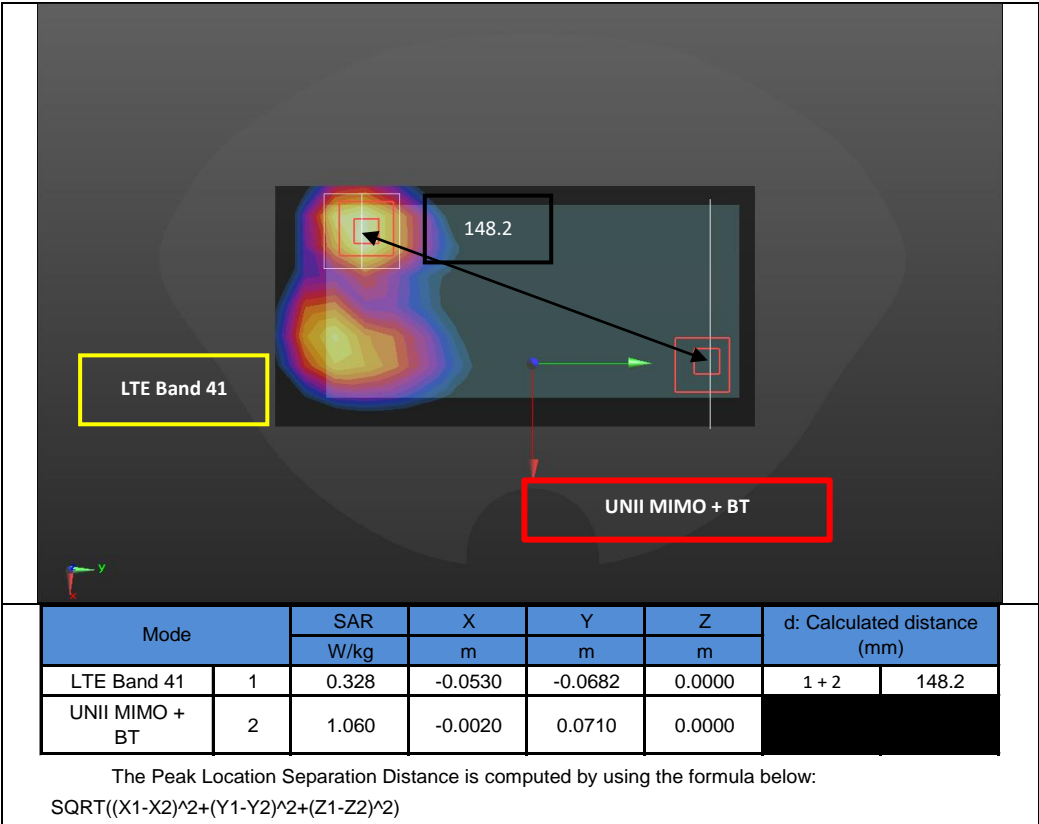 148.2
LTE Band 41
UNII MIMO + BT
y
x
Mode SAR X Y Z d: Calculated distance (mm)
W/kg m m m
LTE Band 41 1 0.328 -0.0530 -0.0682 0.0000 1 + 2 148.2
UNII MIMO + BT 2 1.060 -0.0020 0.0710 0.0000
The Peak Location Separation Distance is computed by using the formula below:
SQRT((X1-X2)^2+(Y1-Y2)^2+(Z1-Z2)^2)